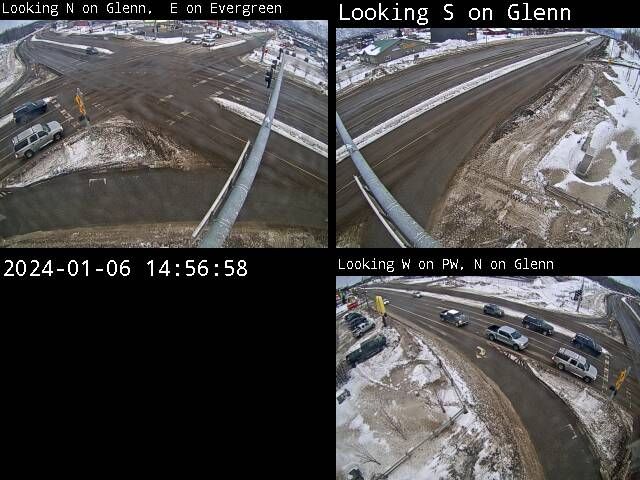 Looking N on Glenn,  E on Evergreen
Looking S on Glenn
2024-01-06 14:56:58
Looking W on PW, N on Glenn